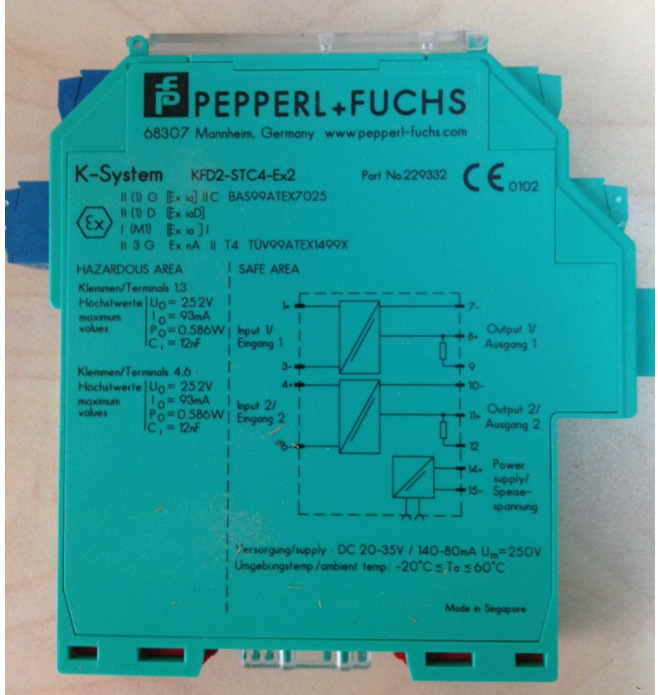 PEPPERL+FUCHS
68307 Mannheim, Germany www.pepperl-fuchs.com
K-System KFD2-STC4-Ex2 Part No.229332 CE 0102
Ex
II (1) G [Ex ia] IIC BAS99ATEX7025
II (1) D [Ex iaD]
I (M1) [Ex ia ] I
II 3 G Ex nA II T4 TÜV99ATEX1499X
HAZARDOUS AREA
SAFE AREA
Klemmen/Terminals 1,3
Höchstwerte U₀= 25.2V
maximum I₀ = 93mA
values P₀=0.586W
Cᵢ = 12nF
Klemmen/Terminals 4,6
Höchstwerte U₀= 25.2V
maximum I₀ = 93mA
values P₀=0.586W
Cᵢ = 12nF
1+ 7-
Input 1/ 8+ Output 1/
Eingang 1 Ausgang 1
3- 9
4+ 10-
Input 2/ 11+ Output 2/
Eingang 2 Ausgang 2
6- 12
14+ Power
supply/
15- Speise-
spannung
Versorgung/supply : DC 20-35V / 140-80mA Uₘ=250V
Umgebungstemp./ambient temp.: -20°C ≤ Tₐ ≤ 60°C
Made in Singapore